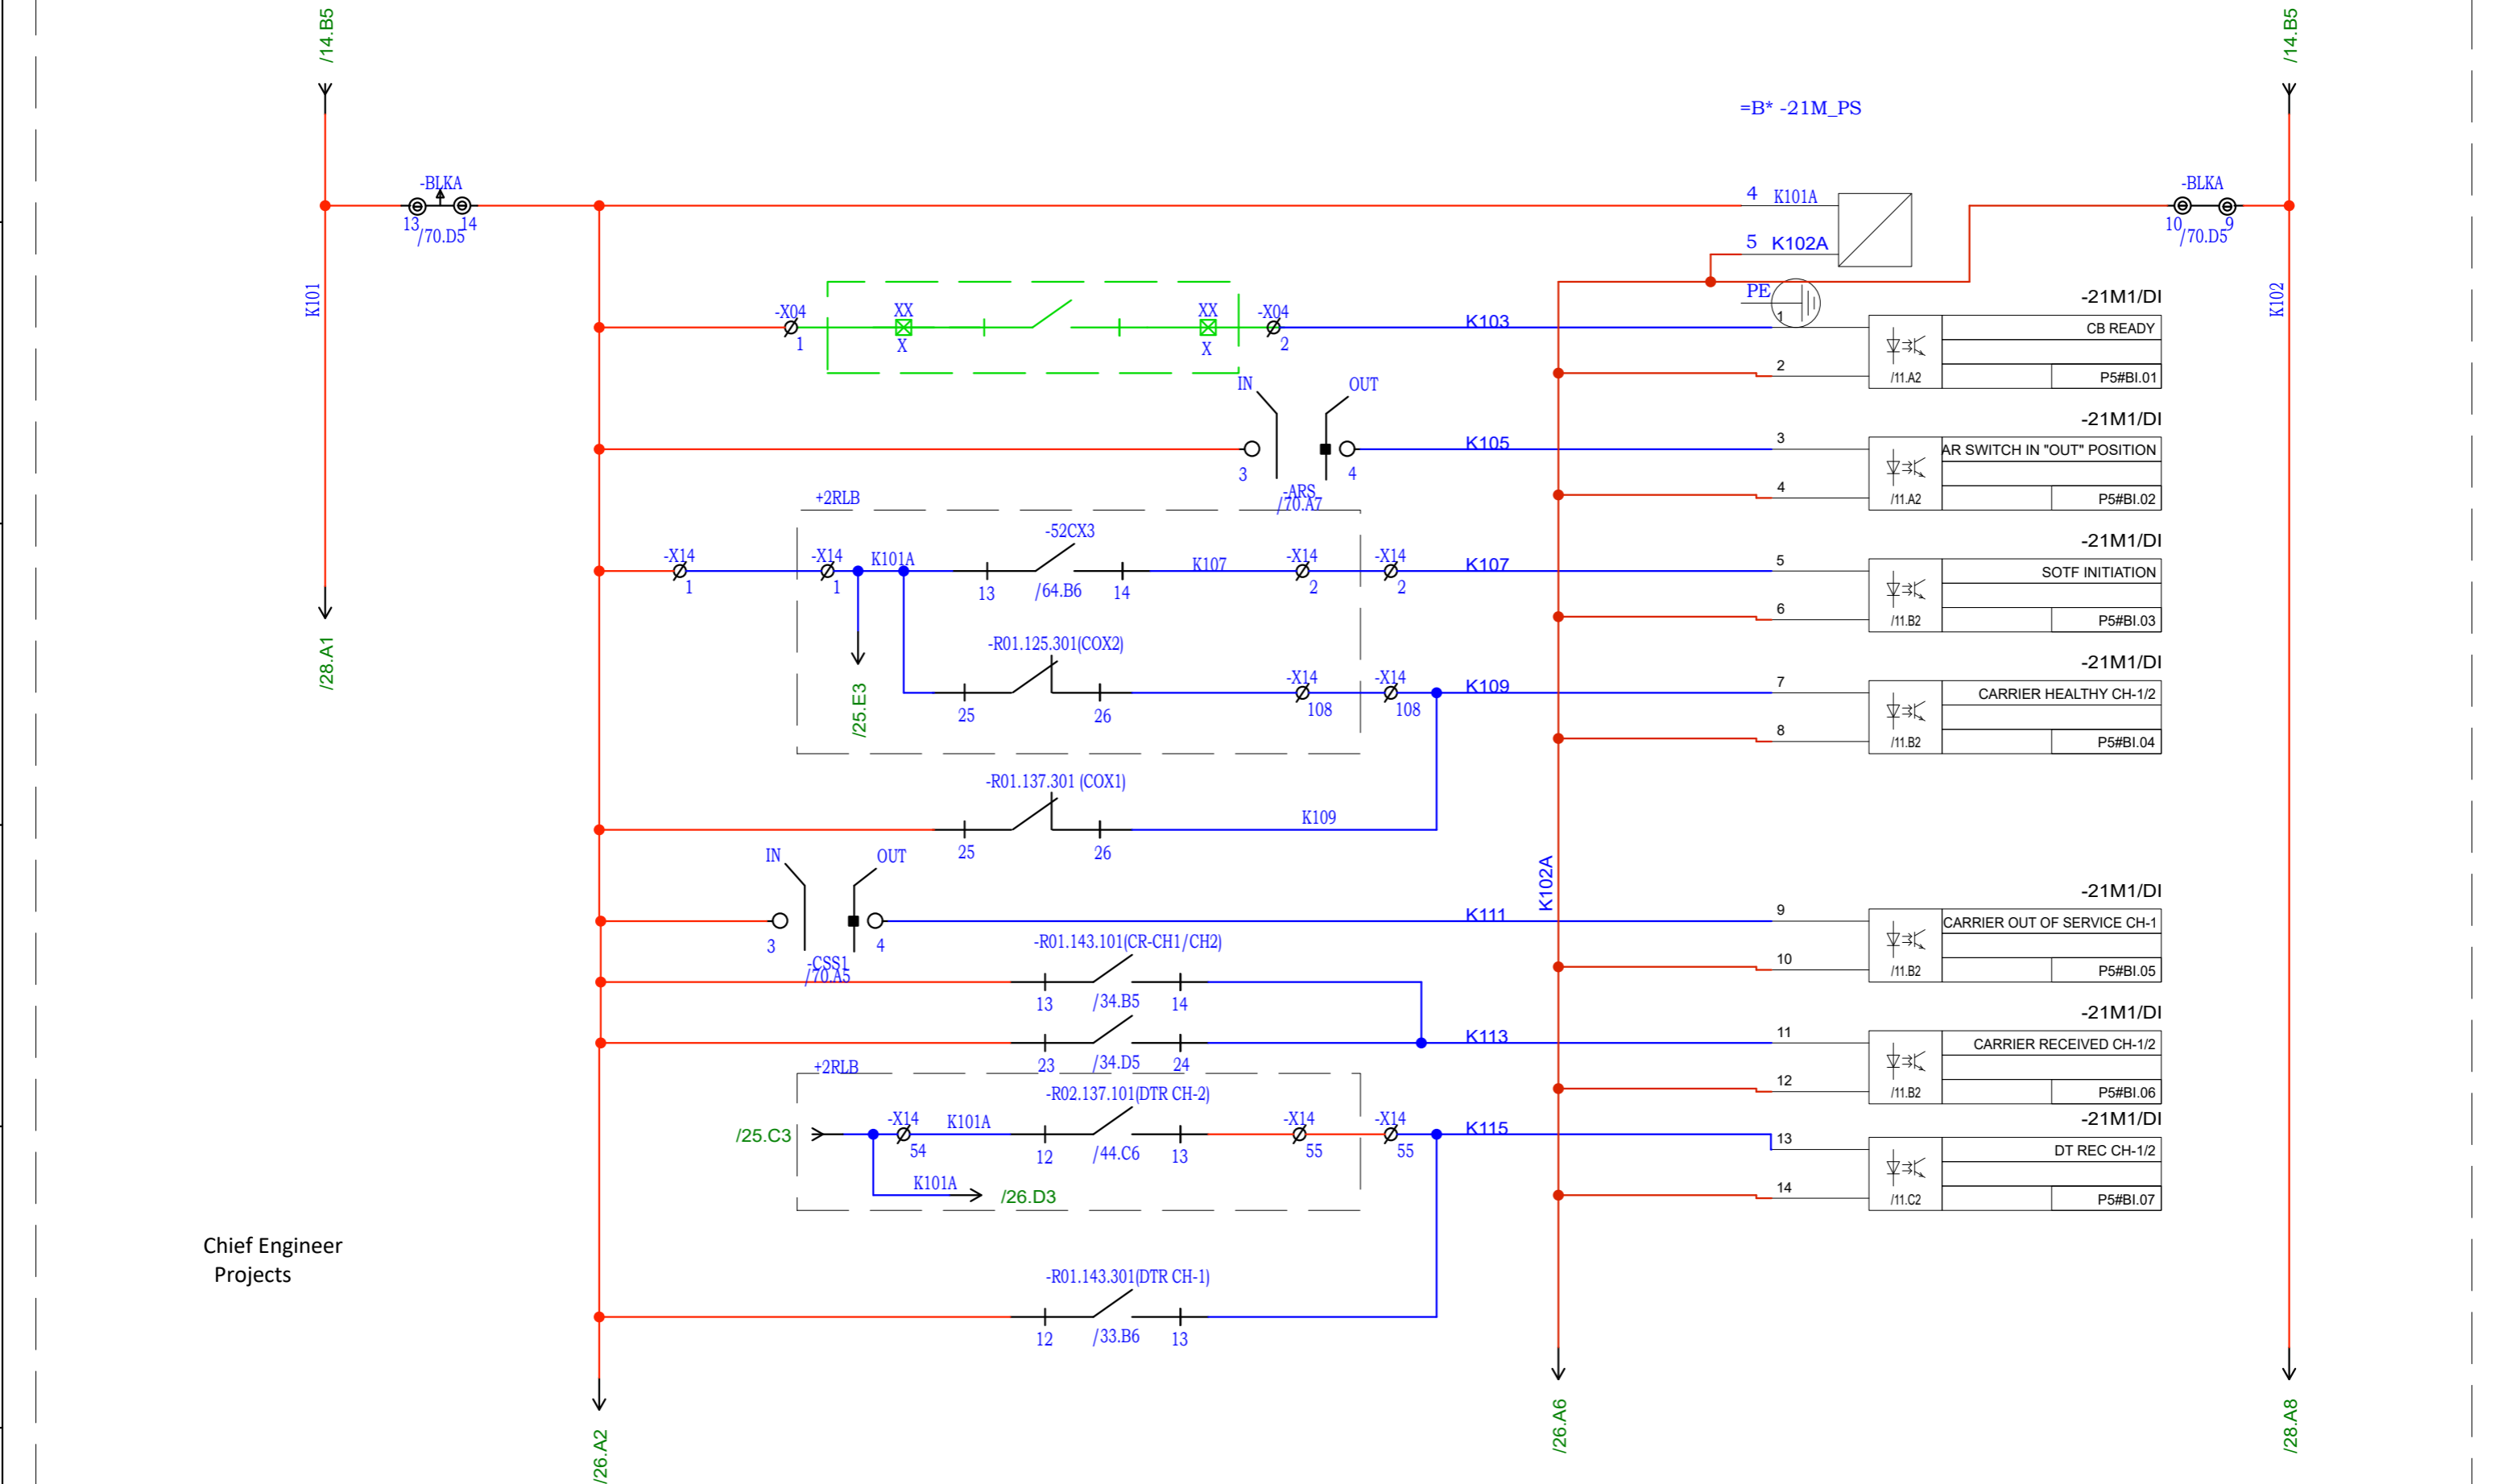 /14.B5
/14.B5
=B* -21M_PS
-BLKA
13
14
/70.D5
4
K101A
5
K102A
-BLKA
10
9
/70.D5
K101
K102
PE
-X04
1
XX
X
XX
X
-X04
2
K103
1
2
-21M1/DI
CB READY
/11.A2
P5#BI.01
IN
OUT
3
4
-ARS
/70.A7
K105
3
4
-21M1/DI
AR SWITCH IN "OUT" POSITION
/11.A2
P5#BI.02
+2RLB
-X14
1
-X14
1
K101A
-52CX3
13
/64.B6
14
K107
-X14
2
-X14
2
K107
5
6
-21M1/DI
SOTF INITIATION
/11.B2
P5#BI.03
/28.A1
/25.E3
-R01.125.301(COX2)
25
26
-X14
108
-X14
108
K109
7
8
-21M1/DI
CARRIER HEALTHY CH-1/2
/11.B2
P5#BI.04
-R01.137.301 (COX1)
25
26
K109
K102A
IN
OUT
3
4
-CSS1
/70.A5
K111
9
10
-21M1/DI
CARRIER OUT OF SERVICE CH-1
/11.B2
P5#BI.05
-R01.143.101(CR-CH1/CH2)
13
/34.B5
14
23
/34.D5
24
K113
11
12
-21M1/DI
CARRIER RECEIVED CH-1/2
/11.B2
P5#BI.06
+2RLB
/25.C3
-X14
54
K101A
-R02.137.101(DTR CH-2)
12
/44.C6
13
-X14
55
-X14
55
K115
13
14
-21M1/DI
DT REC CH-1/2
/11.C2
P5#BI.07
K101A
/26.D3
Chief Engineer
Projects
-R01.143.301(DTR CH-1)
12
/33.B6
13
/26.A2
/26.A6
/28.A8